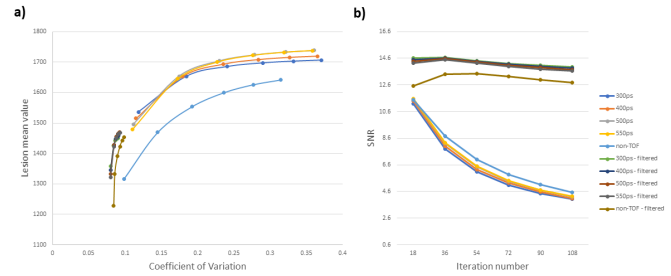 a)
b)
1800
1700
1600
1500
1400
1300
1200
1100
Lesion mean value
0 0.05 0.1 0.15 0.2 0.25 0.3 0.35 0.4
Coefficient of Variation
16.6
14.6
12.6
10.6
8.6
6.6
4.6
2.6
0.6
SNR
18 36 54 72 90 108
Iteration number
300ps
400ps
500ps
550ps
non-TOF
300ps - filtered
400ps - filtered
500ps - filtered
550ps - filtered
non-TOF - filtered